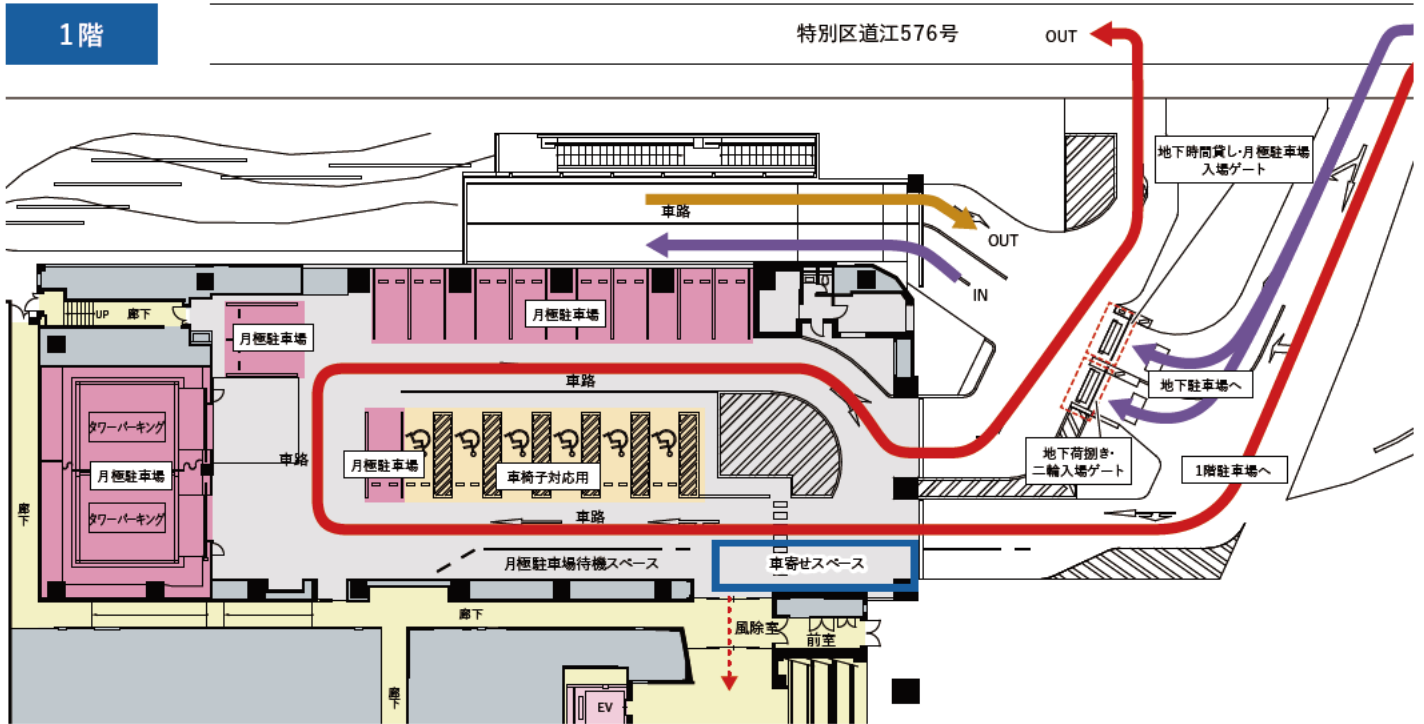 1階
特別区道江576号
OUT
地下時間貸し・月極駐車場
入場ゲート
車路
OUT
IN
UP
廊下
月極駐車場
月極駐車場
車路
地下駐車場へ
タワーパーキング
月極駐車場
タワーパーキング
車路
月極駐車場
車椅子対応用
地下荷捌き・
二輪入場ゲート
1階駐車場へ
廊下
車路
月極駐車場待機スペース
車寄せスペース
廊下
風除室
前室
廊下
EV